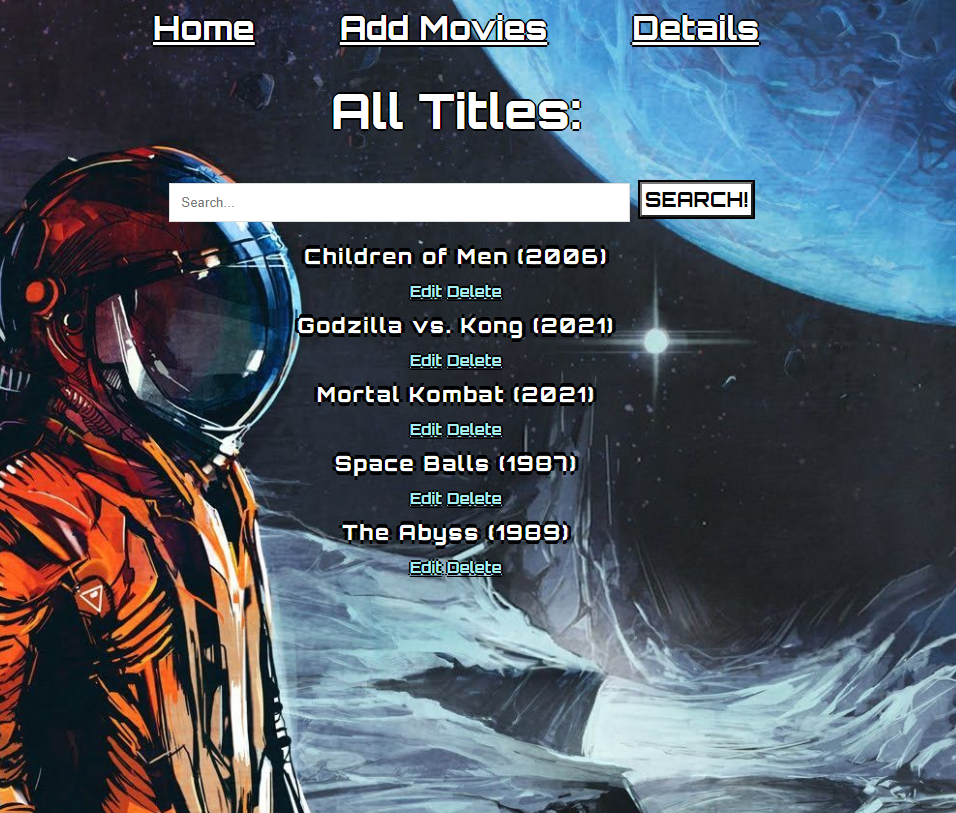 Home Add Movies Details
All Titles:
Search... SEARCH!
Children of Men (2006)
Edit Delete
Godzilla vs. Kong (2021)
Edit Delete
Mortal Kombat (2021)
Edit Delete
Space Balls (1987)
Edit Delete
The Abyss (1989)
Edit Delete